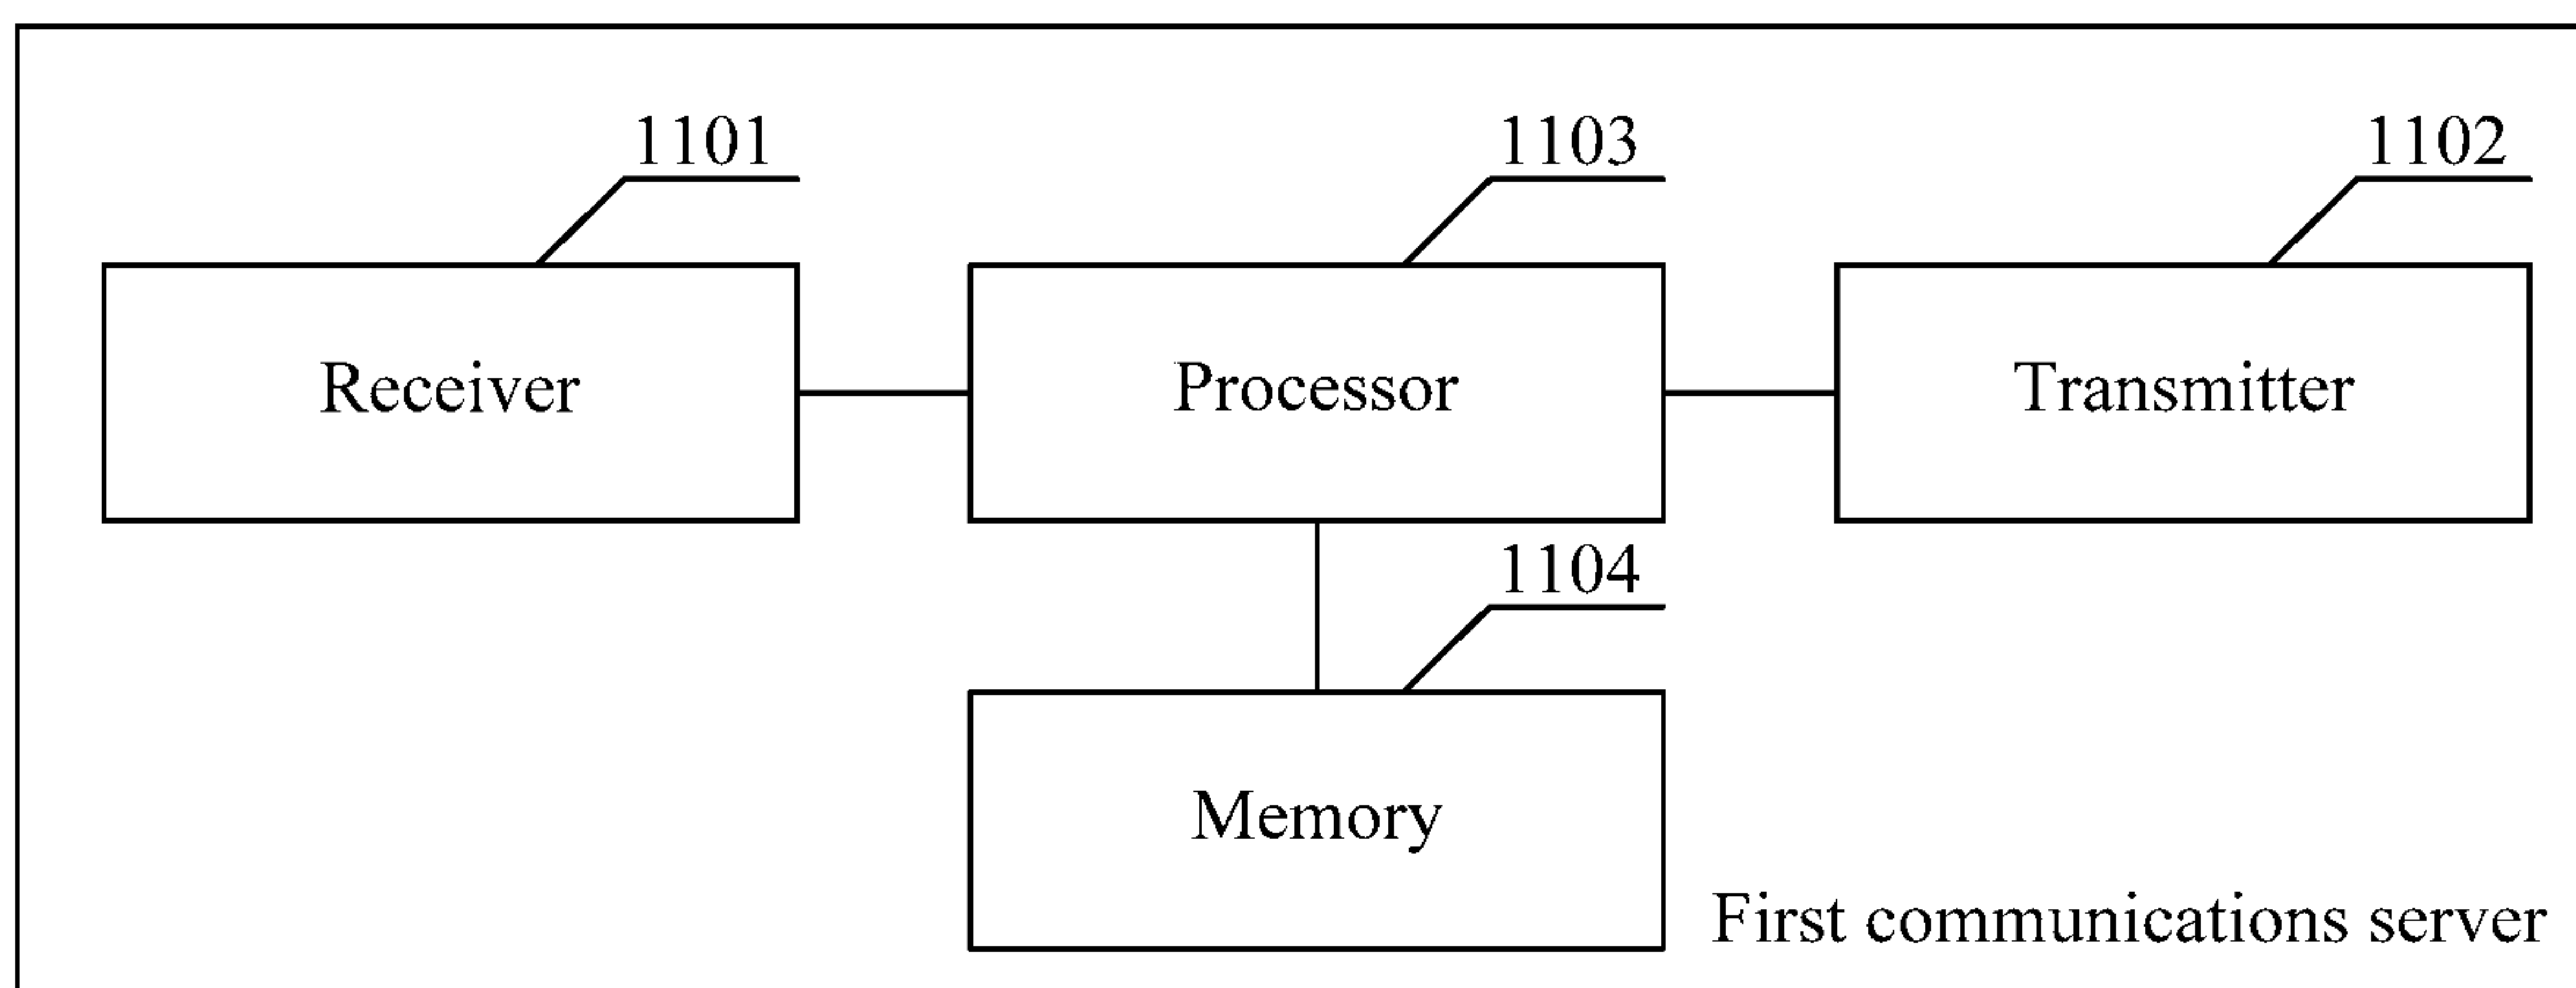 1101
1103
1102
Receiver
Processor
Transmitter
1104
Memory
First communications server